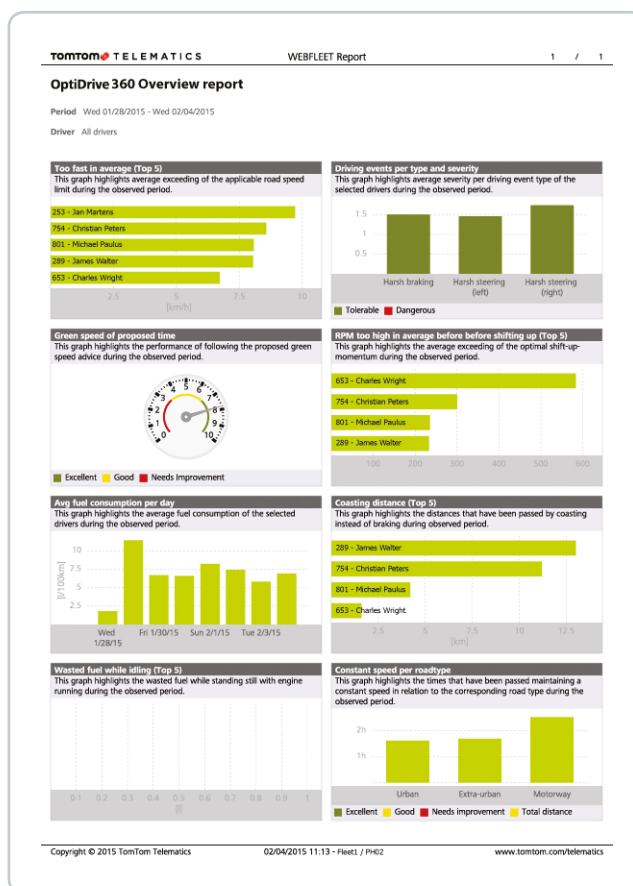 TOMTOM TELEMATICS WEBFLEET Report 1 / 1
OptiDrive 360 Overview report
Period Wed 01/28/2015 - Wed 02/04/2015
Driver All drivers
Too fast in average (Top 5)
This graph highlights average exceeding of the applicable road speed
limit during the observed period.
253 - Jan Martens
754 - Christian Peters
801 - Michael Paulus
289 - James Walter
653 - Charles Wright
2.5 5 7.5 10
[km/h]
Driving events per type and severity
This graph highlights average severity per driving event type of the
selected drivers during the observed period.
1.5
1
0.5
Harsh braking Harsh steering Harsh steering
(left) (right)
Tolerable Dangerous
Green speed of proposed time
This graph highlights the performance of following the proposed green
speed advice during the observed period.
0 1 2 3 4 5 6 7 8 9 10
Excellent Good Needs Improvement
RPM too high in average before before shifting up (Top 5)
This graph highlights the average exceeding of the optimal shift-up-
momentum during the observed period.
653 - Charles Wright
754 - Christian Peters
801 - Michael Paulus
289 - James Walter
100 200 300 400 500 600
Avg fuel consumption per day
This graph highlights the average fuel consumption of the selected
drivers during the observed period.
[l/100km]
10
7.5
5
2.5
Wed Fri 1/30/15 Sun 2/1/15 Tue 2/3/15
1/28/15
Coasting distance (Top 5)
This graph highlights the distances that have been passed by coasting
instead of braking during observed period.
289 - James Walter
754 - Christian Peters
801 - Michael Paulus
653 - Charles Wright
2.5 5 7.5 10 12.5
[km]
Wasted fuel while idling (Top 5)
This graph highlights the wasted fuel while standing still with engine
running during the observed period.
0.1 0.2 0.3 0.4 0.5 0.6 0.7 0.8 0.9 1
[l]
Constant speed per roadtype
This graph highlights the times that have been passed maintaining a
constant speed in relation to the corresponding road type during the
observed period.
2h
1h
Urban Extra-urban Motorway
Excellent Good Needs improvement Total distance
Copyright © 2015 TomTom Telematics 02/04/2015 11:13 - Fleet1 / PH02 www.tomtom.com/telematics